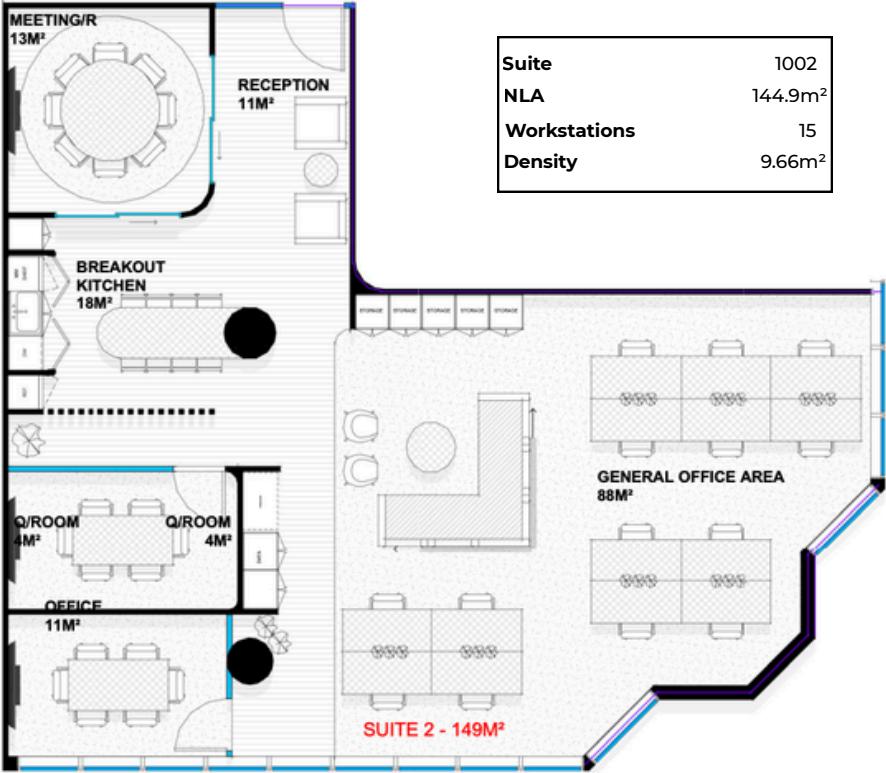 MEETING/R
13M²
RECEPTION
11M²
Suite 1002
NLA 144.9m²
Workstations 15
Density 9.66m²
BREAKOUT
KITCHEN
18M²
STORAGE STORAGE STORAGE STORAGE STORAGE
GENERAL OFFICE AREA
88M²
Q/ROOM Q/ROOM
4M² 4M²
DATA
OFFICE
11M²
SUITE 2 - 149M²